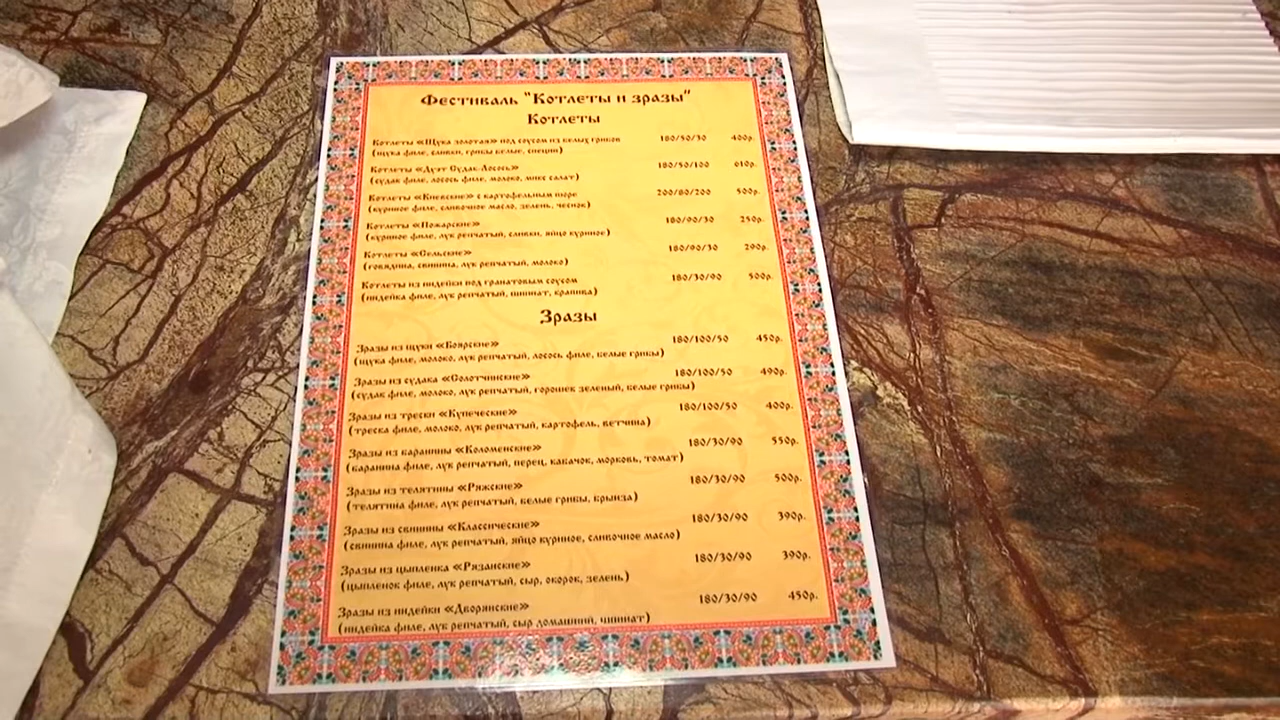 Фестиваль "Котлеты и зразы"
Котлеты
Котлеты «Щука золотая» под соусом из белых грибов 180/50/30 400р.
(щука филе, сливки, грибы белые, специи)
Котлеты «Дуэт Судак-Лосось» 180/50/100 610р.
(судак филе, лосось филе, молоко, микс салат)
Котлеты «Киевские» с картофельным пюре 200/80/200 500р.
(куриное филе, сливочное масло, зелень, чеснок)
Котлеты «Пожарские» 180/90/30 250р.
(куриное филе, лук репчатый, сливки, яйцо куриное)
Котлеты «Сельские» 180/90/30 290р.
(говядина, свинина, лук репчатый, молоко)
Котлеты из индейки под гранатовым соусом 180/30/90 500р.
(индейка филе, лук репчатый, шпинат, крапива)
Зразы
Зразы из щуки «Боярские» 180/100/50 450р.
(щука филе, молоко, лук репчатый, лосось филе, белые грибы)
Зразы из судака «Солотчинские» 180/100/50 490р.
(судак филе, молоко, лук репчатый, горошек зеленый, белые грибы)
Зразы из трески «Купеческие» 180/100/50 400р.
(треска филе, молоко, лук репчатый, картофель, ветчина)
Зразы из баранины «Коломенские» 180/30/90 550р.
(баранина филе, лук репчатый, перец, кабачок, морковь, томат)
Зразы из телятины «Ряжские» 180/30/90 500р.
(телятина филе, лук репчатый, белые грибы, брынза)
Зразы из свинины «Классические» 180/30/90 390р.
(свинина филе, лук репчатый, яйцо куриное, сливочное масло)
Зразы из цыпленка «Рязанские» 180/30/90 390р.
(цыпленок филе, лук репчатый, сыр, окорок, зелень)
Зразы из индейки «Дворянские» 180/30/90 450р.
(индейка филе, лук репчатый, сыр домашний, шпинат)